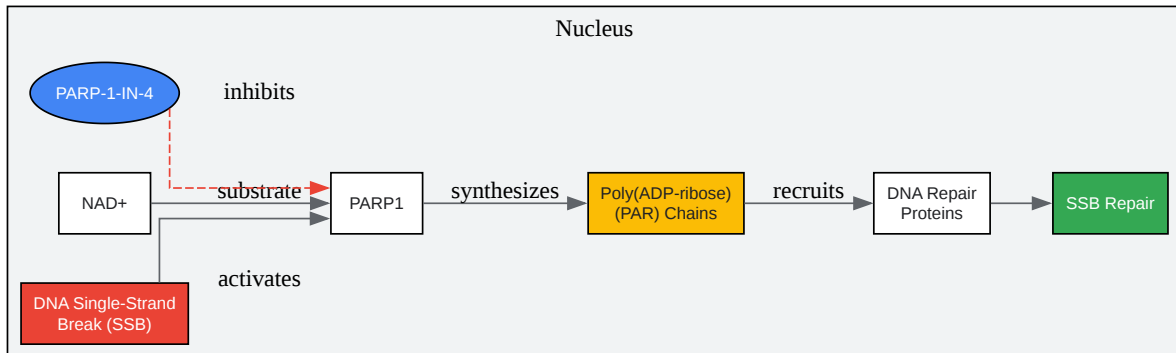 Nucleus
PARP-1-IN-4
inhibits
NAD+
substrate
PARP1
synthesizes
Poly(ADP-ribose)
(PAR) Chains
recruits
DNA Repair
Proteins
SSB Repair
activates
DNA Single-Strand
Break (SSB)